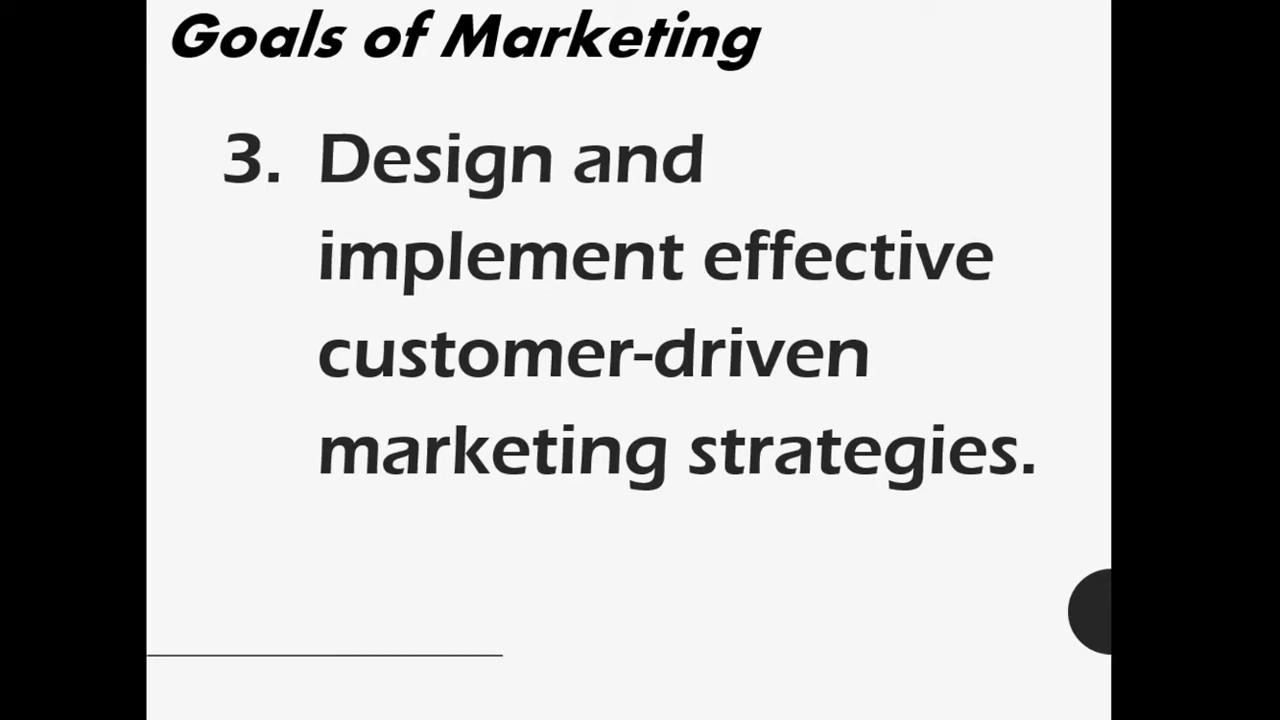 Goals of Marketing
3. Design and
implement effective
customer-driven
marketing strategies.